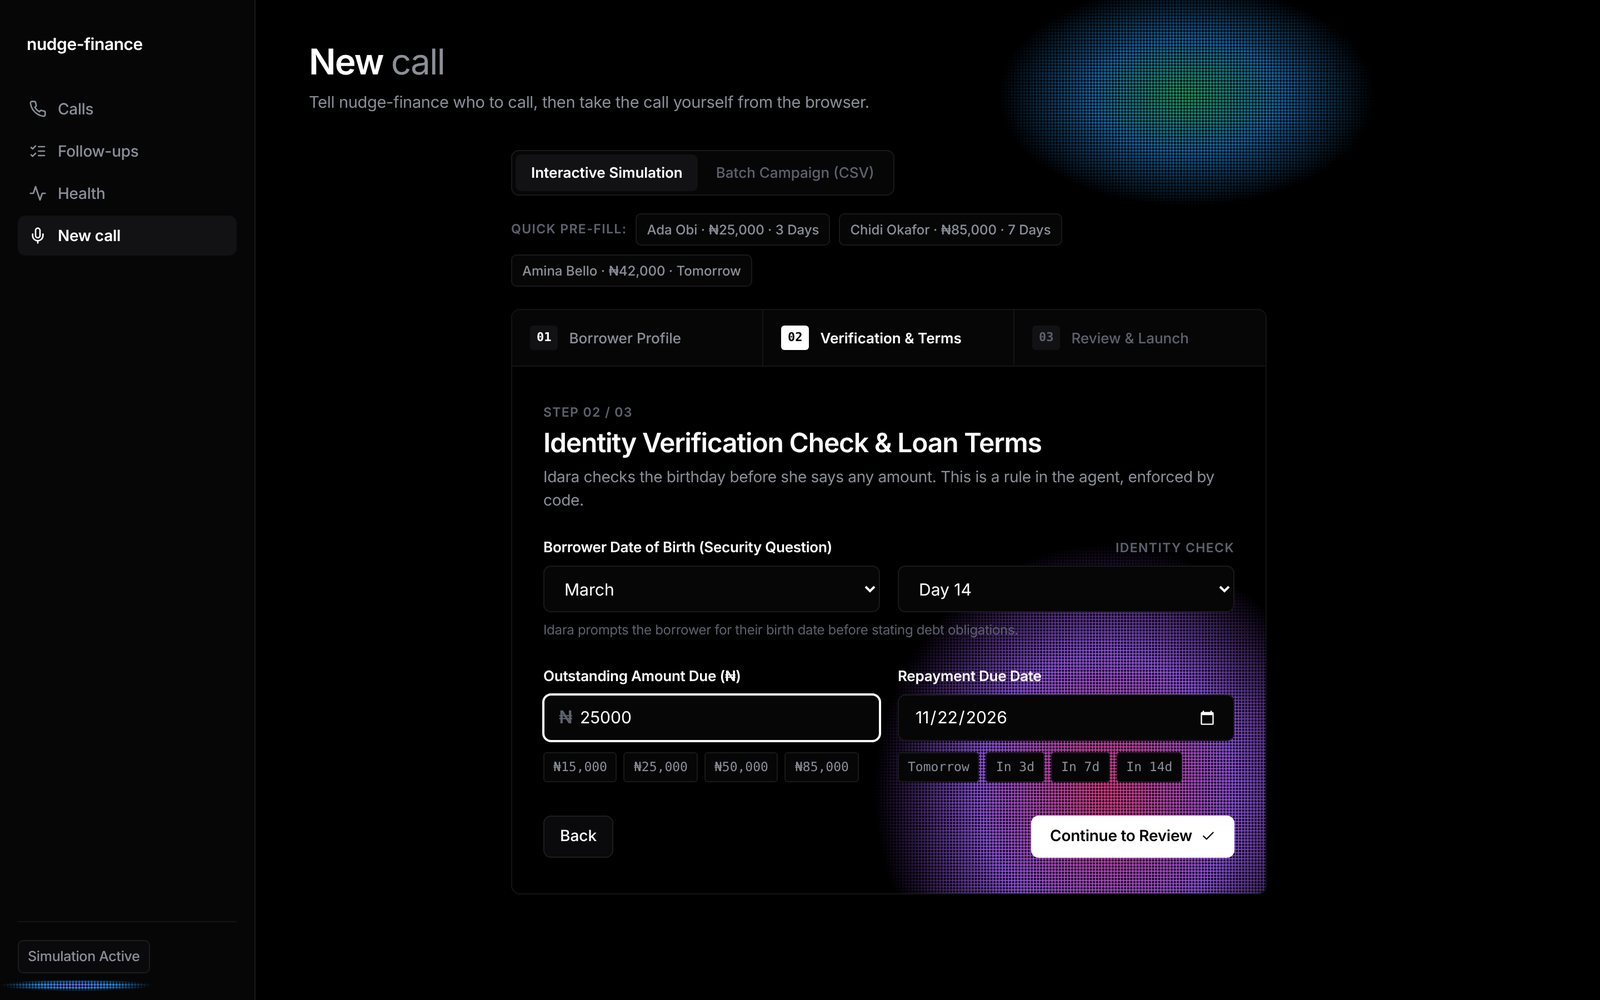 nudge-finance
Calls
Follow-ups
Health
New call
Simulation Active
New call
Tell nudge-finance who to call, then take the call yourself from the browser.
Interactive Simulation
Batch Campaign (CSV)
QUICK PRE-FILL:
Ada Obi · ₦25,000 · 3 Days
Chidi Okafor · ₦85,000 · 7 Days
Amina Bello · ₦42,000 · Tomorrow
01 Borrower Profile
02 Verification & Terms
03 Review & Launch
STEP 02 / 03
Identity Verification Check & Loan Terms
Idara checks the birthday before she says any amount. This is a rule in the agent, enforced by
code.
Borrower Date of Birth (Security Question)
IDENTITY CHECK
March
Day 14
Idara prompts the borrower for their birth date before stating debt obligations.
Outstanding Amount Due (₦)
Repayment Due Date
₦ 25000
11/22/2026
₦15,000
₦25,000
₦50,000
₦85,000
Tomorrow
In 3d
In 7d
In 14d
Back
Continue to Review